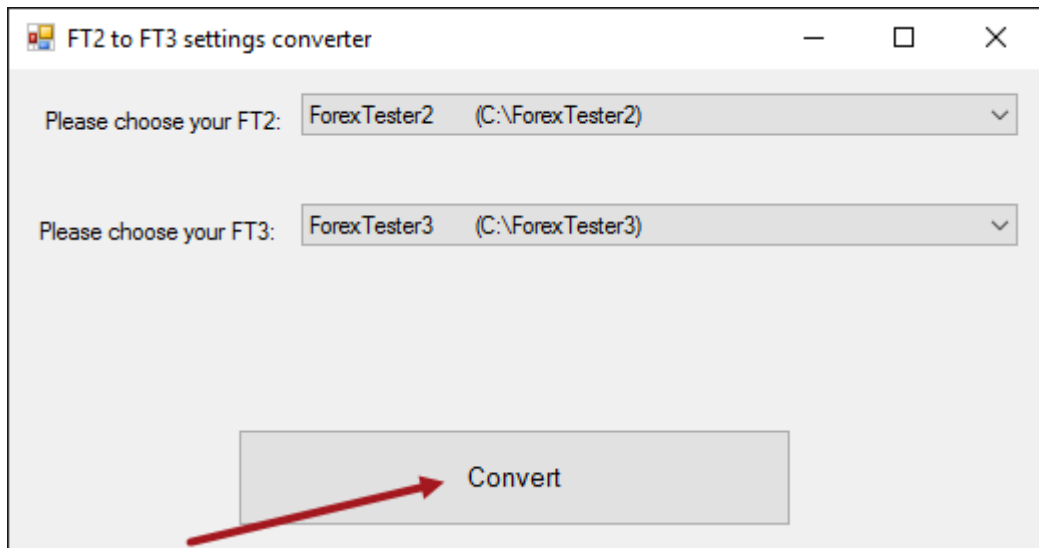 FT2 to FT3 settings converter
Please choose your FT2: ForexTester2 (C:\ForexTester2)
Please choose your FT3: ForexTester3 (C:\ForexTester3)
Convert